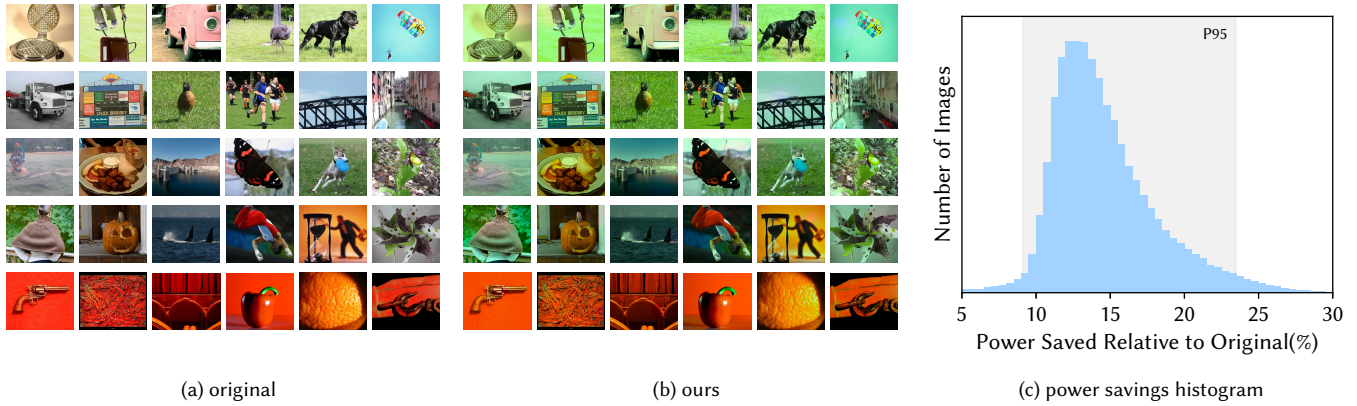 P95
Number of Images
5 10 15 20 25 30
Power Saved Relative to Original(%)
(a) original
(b) ours
(c) power savings histogram